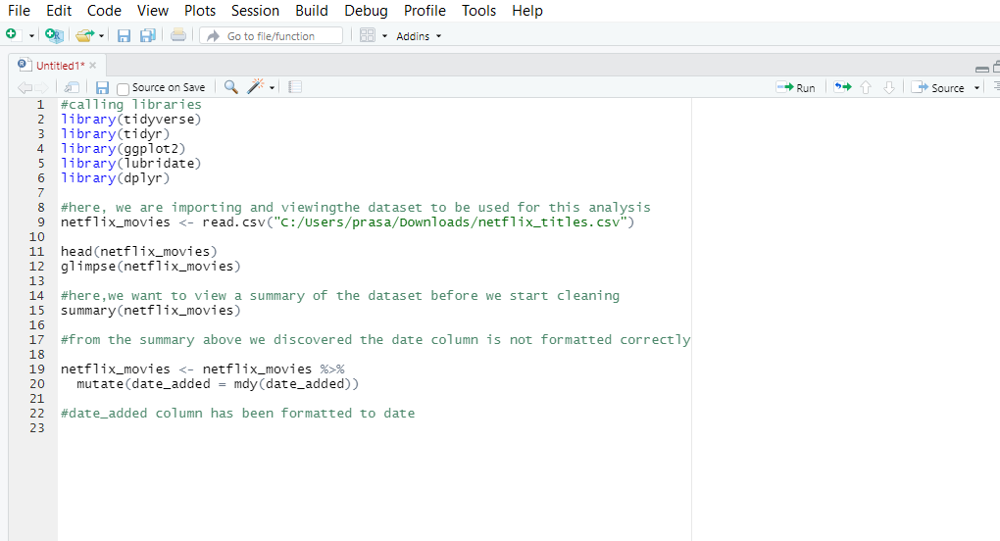 File Edit Code View Plots Session Build Debug Profile Tools Help
Go to file/function Addins
Untitled1*
Source on Save Run Source
1 #calling libraries
2 library(tidyverse)
3 library(tidyr)
4 library(ggplot2)
5 library(lubridate)
6 library(dplyr)
7
8 #here, we are importing and viewingthe dataset to be used for this analysis
9 netflix_movies <- read.csv("C:/Users/prasa/Downloads/netflix_titles.csv")
10
11 head(netflix_movies)
12 glimpse(netflix_movies)
13
14 #here,we want to view a summary of the dataset before we start cleaning
15 summary(netflix_movies)
16
17 #from the summary above we discovered the date column is not formatted correctly
18
19 netflix_movies <- netflix_movies %>%
20 mutate(date_added = mdy(date_added))
21
22 #date_added column has been formatted to date
23